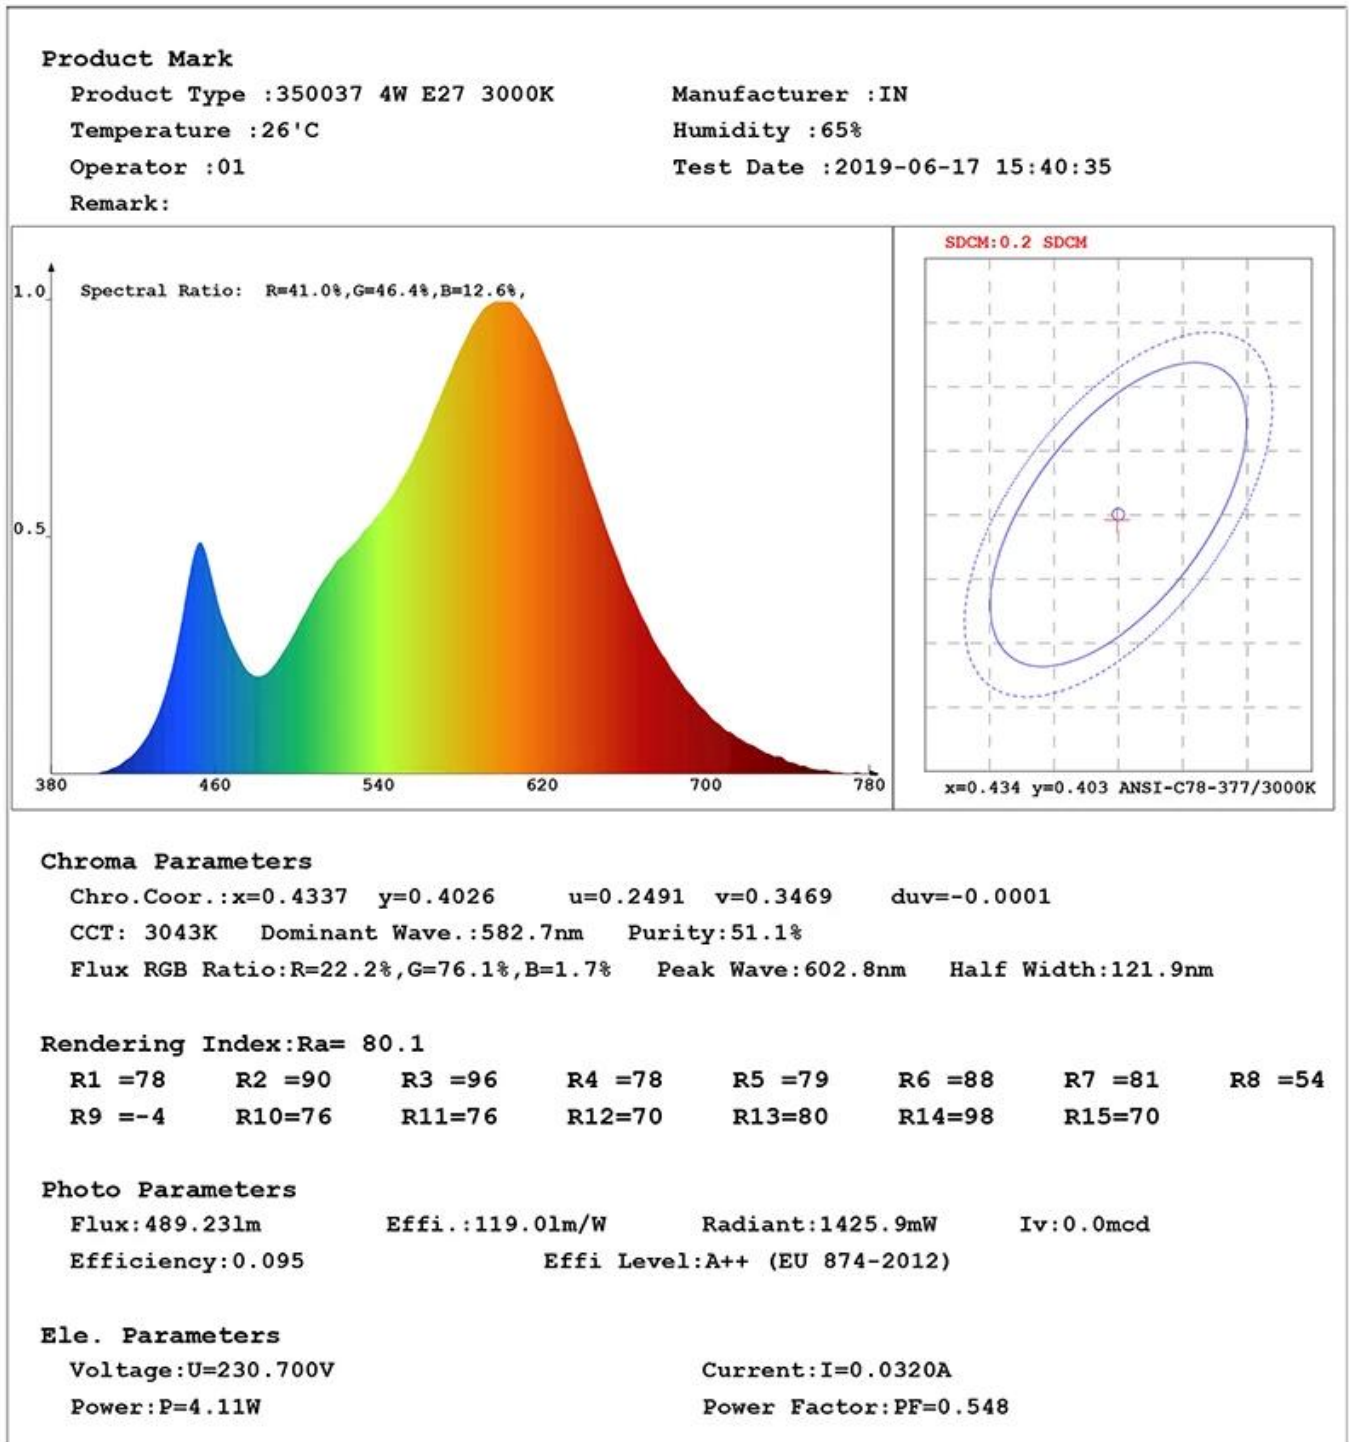 Product Mark
Product Type :350037 4W E27 3000K Manufacturer :IN
Temperature :26'C Humidity :65%
Operator :01 Test Date :2019-06-17 15:40:35
Remark:
SDCM:0.2 SDCM
1.0 Spectral Ratio: R=41.0%,G=46.4%,B=12.6%,
0.5
380 460 540 620 700 780
x=0.434 y=0.403 ANSI-C78-377/3000K
Chroma Parameters
Chro.Coor.:x=0.4337 y=0.4026 u=0.2491 v=0.3469 duv=-0.0001
CCT: 3043K Dominant Wave.:582.7nm Purity:51.1%
Flux RGB Ratio:R=22.2%,G=76.1%,B=1.7% Peak Wave:602.8nm Half Width:121.9nm
Rendering Index:Ra= 80.1
R1 =78 R2 =90 R3 =96 R4 =78 R5 =79 R6 =88 R7 =81 R8 =54
R9 =-4 R10=76 R11=76 R12=70 R13=80 R14=98 R15=70
Photo Parameters
Flux:489.23lm Effi.:119.0lm/W Radiant:1425.9mW Iv:0.0mcd
Efficiency:0.095 Effi Level:A++ (EU 874-2012)
Ele. Parameters
Voltage:U=230.700V Current:I=0.0320A
Power:P=4.11W Power Factor:PF=0.548